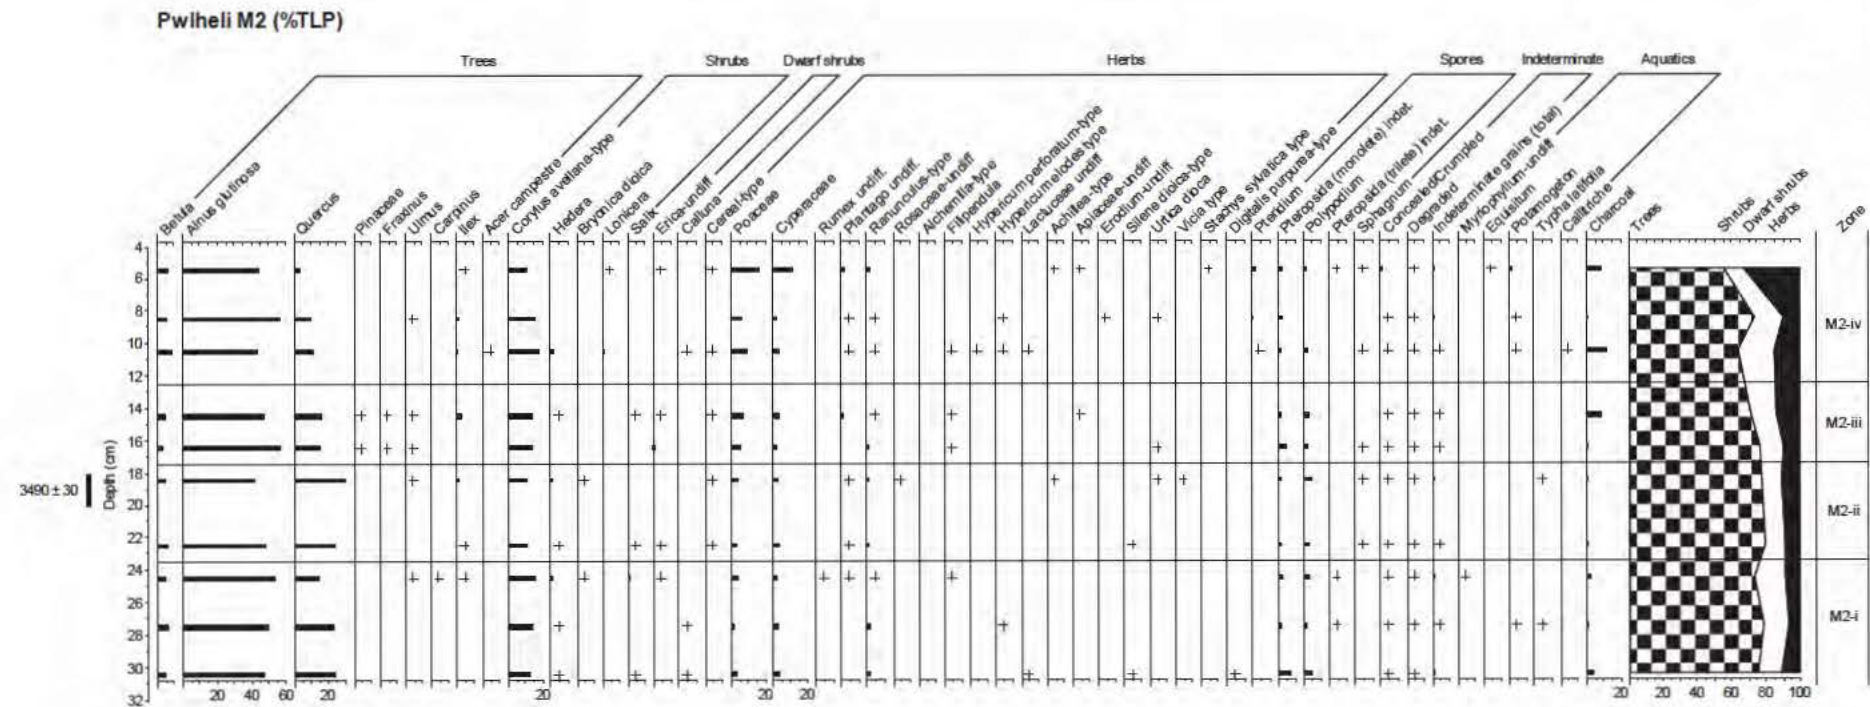 Pwlheli M2 (%TLP)
Trees
Shrubs
Dwarf shrubs
Herbs
Spores
Indeterminate
Aquatics
Betula
Alnus glutinosa
Quercus
Pinaceae
Fraxinus
Ulmus
Carpinus
Ilex
Acer campestre
Corylus avellana-type
Hedera
Bryonica dioica
Lonicera
Salix
Erica-undiff
Calluna
Cereal-type
Poaceae
Cyperaceae
Rumex undiff.
Plantago undiff.
Ranunculus-type
Rosaceae-undiff
Alchemilla-type
Filipendula
Hypericum perforatum-type
Hypericum elodes type
Lactuceae undiff
Achillea-type
Apiaceae-undiff
Erodium-undiff
Silene dioica-type
Urtica dioca
Vicia type
Stachys sylvatica type
Digitalis purpurea-type
Pteridium
Pteropsida (monolete) indet.
Polypodium
Pteropsida (trilete) indet.
Sphagnum
Concealed/Crumpled
Degraded
Indeterminate grains (total)
Myriophyllum-undiff
Equisitum
Potamogeton
Typha latifolia
Callitriche
Charcoal
Trees
Shrubs
Dwarf shrubs
Herbs
Zone
4
6
8
10
12
14
16
18
20
22
24
26
28
30
32
Depth (cm)
3490 ± 30
M2-iv
M2-iii
M2-ii
M2-i
20 40 60 20 20 20 20 20 20 40 60 80 100